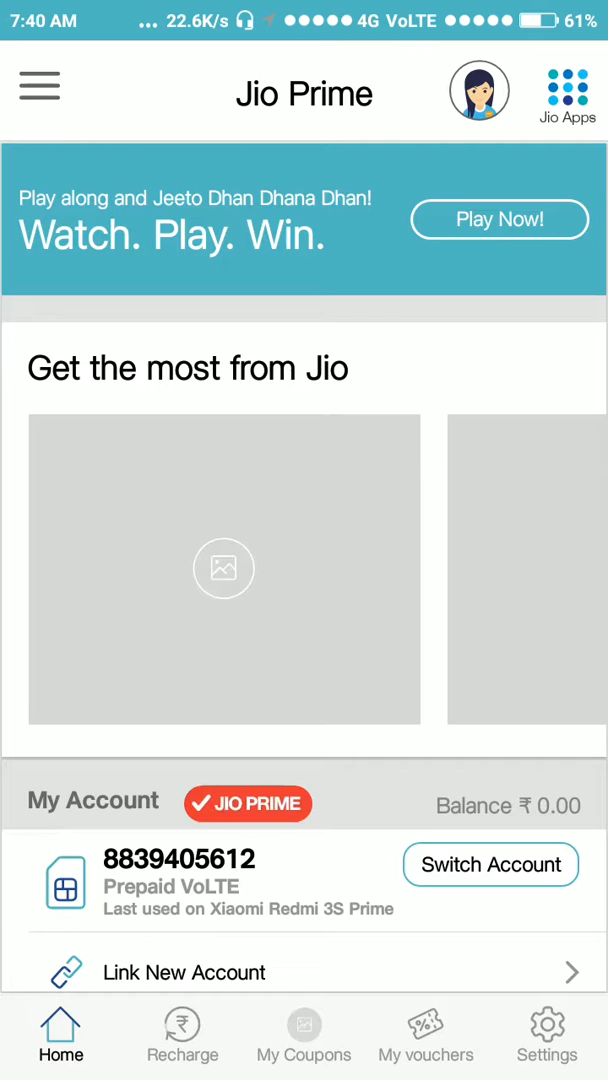 7:40 AM ... 22.6K/s 4G VoLTE 61%
Jio Prime
Jio Apps
Play along and Jeeto Dhan Dhana Dhan!
Watch. Play. Win.
Play Now!
Get the most from Jio
My Account
JIO PRIME
Balance ₹ 0.00
8839405612
Switch Account
Prepaid VoLTE
Last used on Xiaomi Redmi 3S Prime
Link New Account
Home
Recharge
My Coupons
My vouchers
Settings